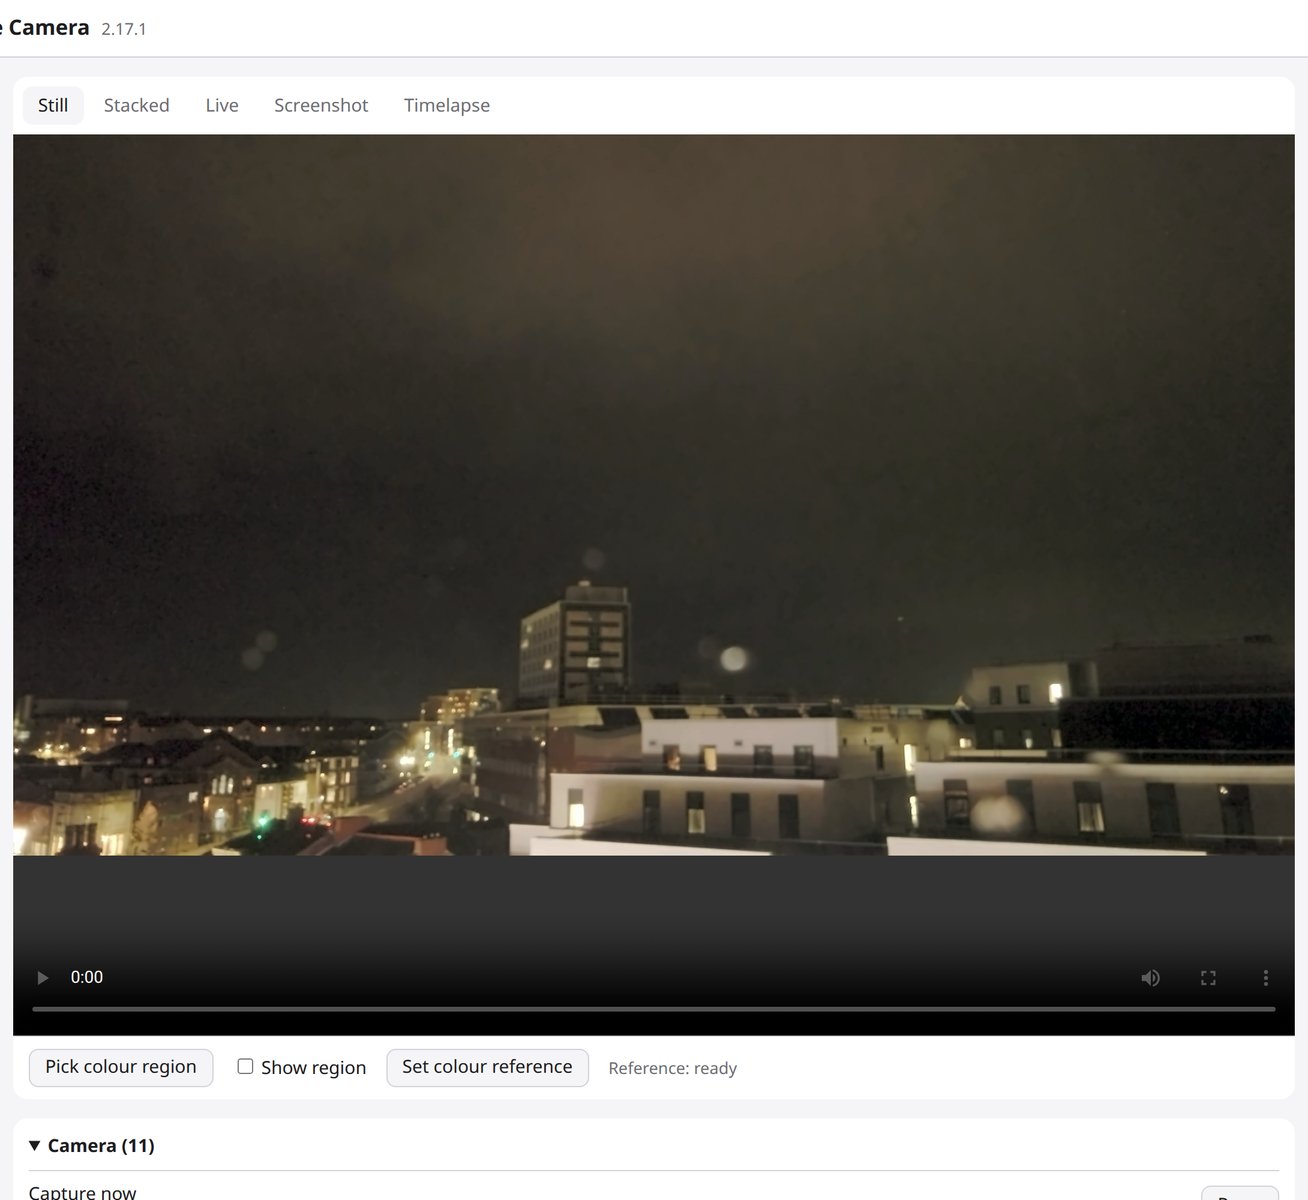 Camera 2.17.1
Still Stacked Live Screenshot Timelapse
0:00
Pick colour region Show region Set colour reference Reference: ready
Camera (11)
Capture now